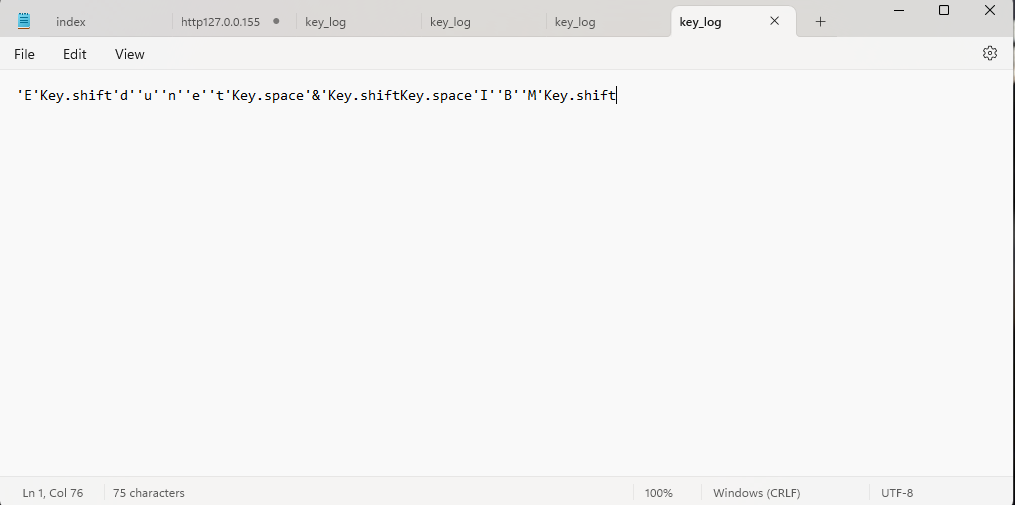 index
http127.0.0.155
key_log
key_log
key_log
key_log
File Edit View
'E'Key.shift'd''u''n''e''t'Key.space'&'Key.shiftKey.space'I''B''M'Key.shift
Ln 1, Col 76
75 characters
100%
Windows (CRLF)
UTF-8